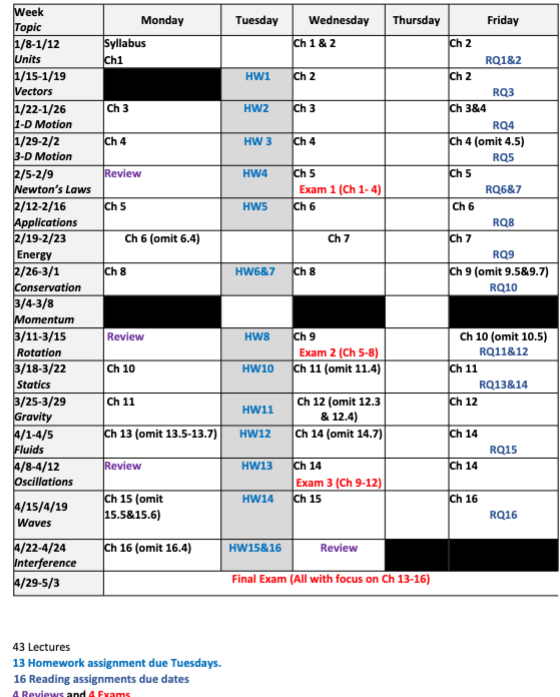 Week
Topic
Monday
Tuesday
Wednesday
Thursday
Friday
1/8-1/12
Units
Syllabus
Ch1
Ch 1 & 2
Ch 2
RQ1&2
1/15-1/19
Vectors
HW1
Ch 2
Ch 2
RQ3
1/22-1/26
1-D Motion
Ch 3
HW2
Ch 3
Ch 3&4
RQ4
1/29-2/2
3-D Motion
Ch 4
HW 3
Ch 4
Ch 4 (omit 4.5)
RQ5
2/5-2/9
Newton's Laws
Review
HW4
Ch 5
Exam 1 (Ch 1- 4)
Ch 5
RQ6&7
2/12-2/16
Applications
Ch 5
HW5
Ch 6
Ch 6
RQ8
2/19-2/23
Energy
Ch 6 (omit 6.4)
Ch 7
Ch 7
RQ9
2/26-3/1
Conservation
Ch 8
HW6&7
Ch 8
Ch 9 (omit 9.5&9.7)
RQ10
3/4-3/8
Momentum
3/11-3/15
Rotation
Review
HW8
Ch 9
Exam 2 (Ch 5-8)
Ch 10 (omit 10.5)
RQ11&12
3/18-3/22
Statics
Ch 10
HW10
Ch 11 (omit 11.4)
Ch 11
RQ13&14
3/25-3/29
Gravity
Ch 11
HW11
Ch 12 (omit 12.3
& 12.4)
Ch 12
4/1-4/5
Fluids
Ch 13 (omit 13.5-13.7)
HW12
Ch 14 (omit 14.7)
Ch 14
RQ15
4/8-4/12
Oscillations
Review
HW13
Ch 14
Exam 3 (Ch 9-12)
Ch 14
4/15/4/19
Waves
Ch 15 (omit
15.5&15.6)
HW14
Ch 15
Ch 16
RQ16
4/22-4/24
Interference
Ch 16 (omit 16.4)
HW15&16
Review
4/29-5/3
Final Exam (All with focus on Ch 13-16)
43 Lectures
13 Homework assignment due Tuesdays.
16 Reading assignments due dates
4 Reviews and 4 Exams